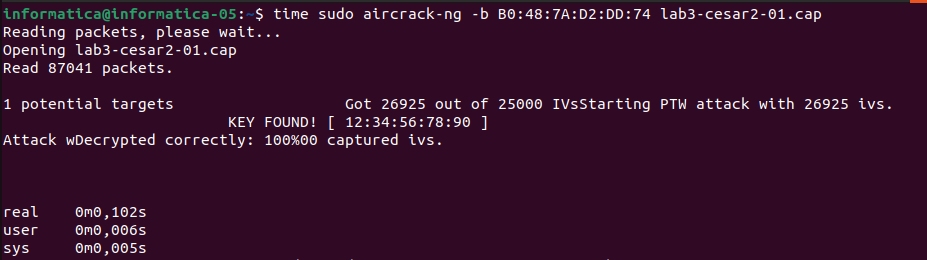 informatica@informatica-05:~$ time sudo aircrack-ng -b B0:48:7A:D2:DD:74 lab3-cesar2-01.cap
Reading packets, please wait...
Opening lab3-cesar2-01.cap
Read 87041 packets.
1 potential targets                   Got 26925 out of 25000 IVsStarting PTW attack with 26925 ivs.
                         KEY FOUND! [ 12:34:56:78:90 ]
Attack wDecrypted correctly: 100%00 captured ivs.
real    0m0,102s
user    0m0,006s
sys     0m0,005s